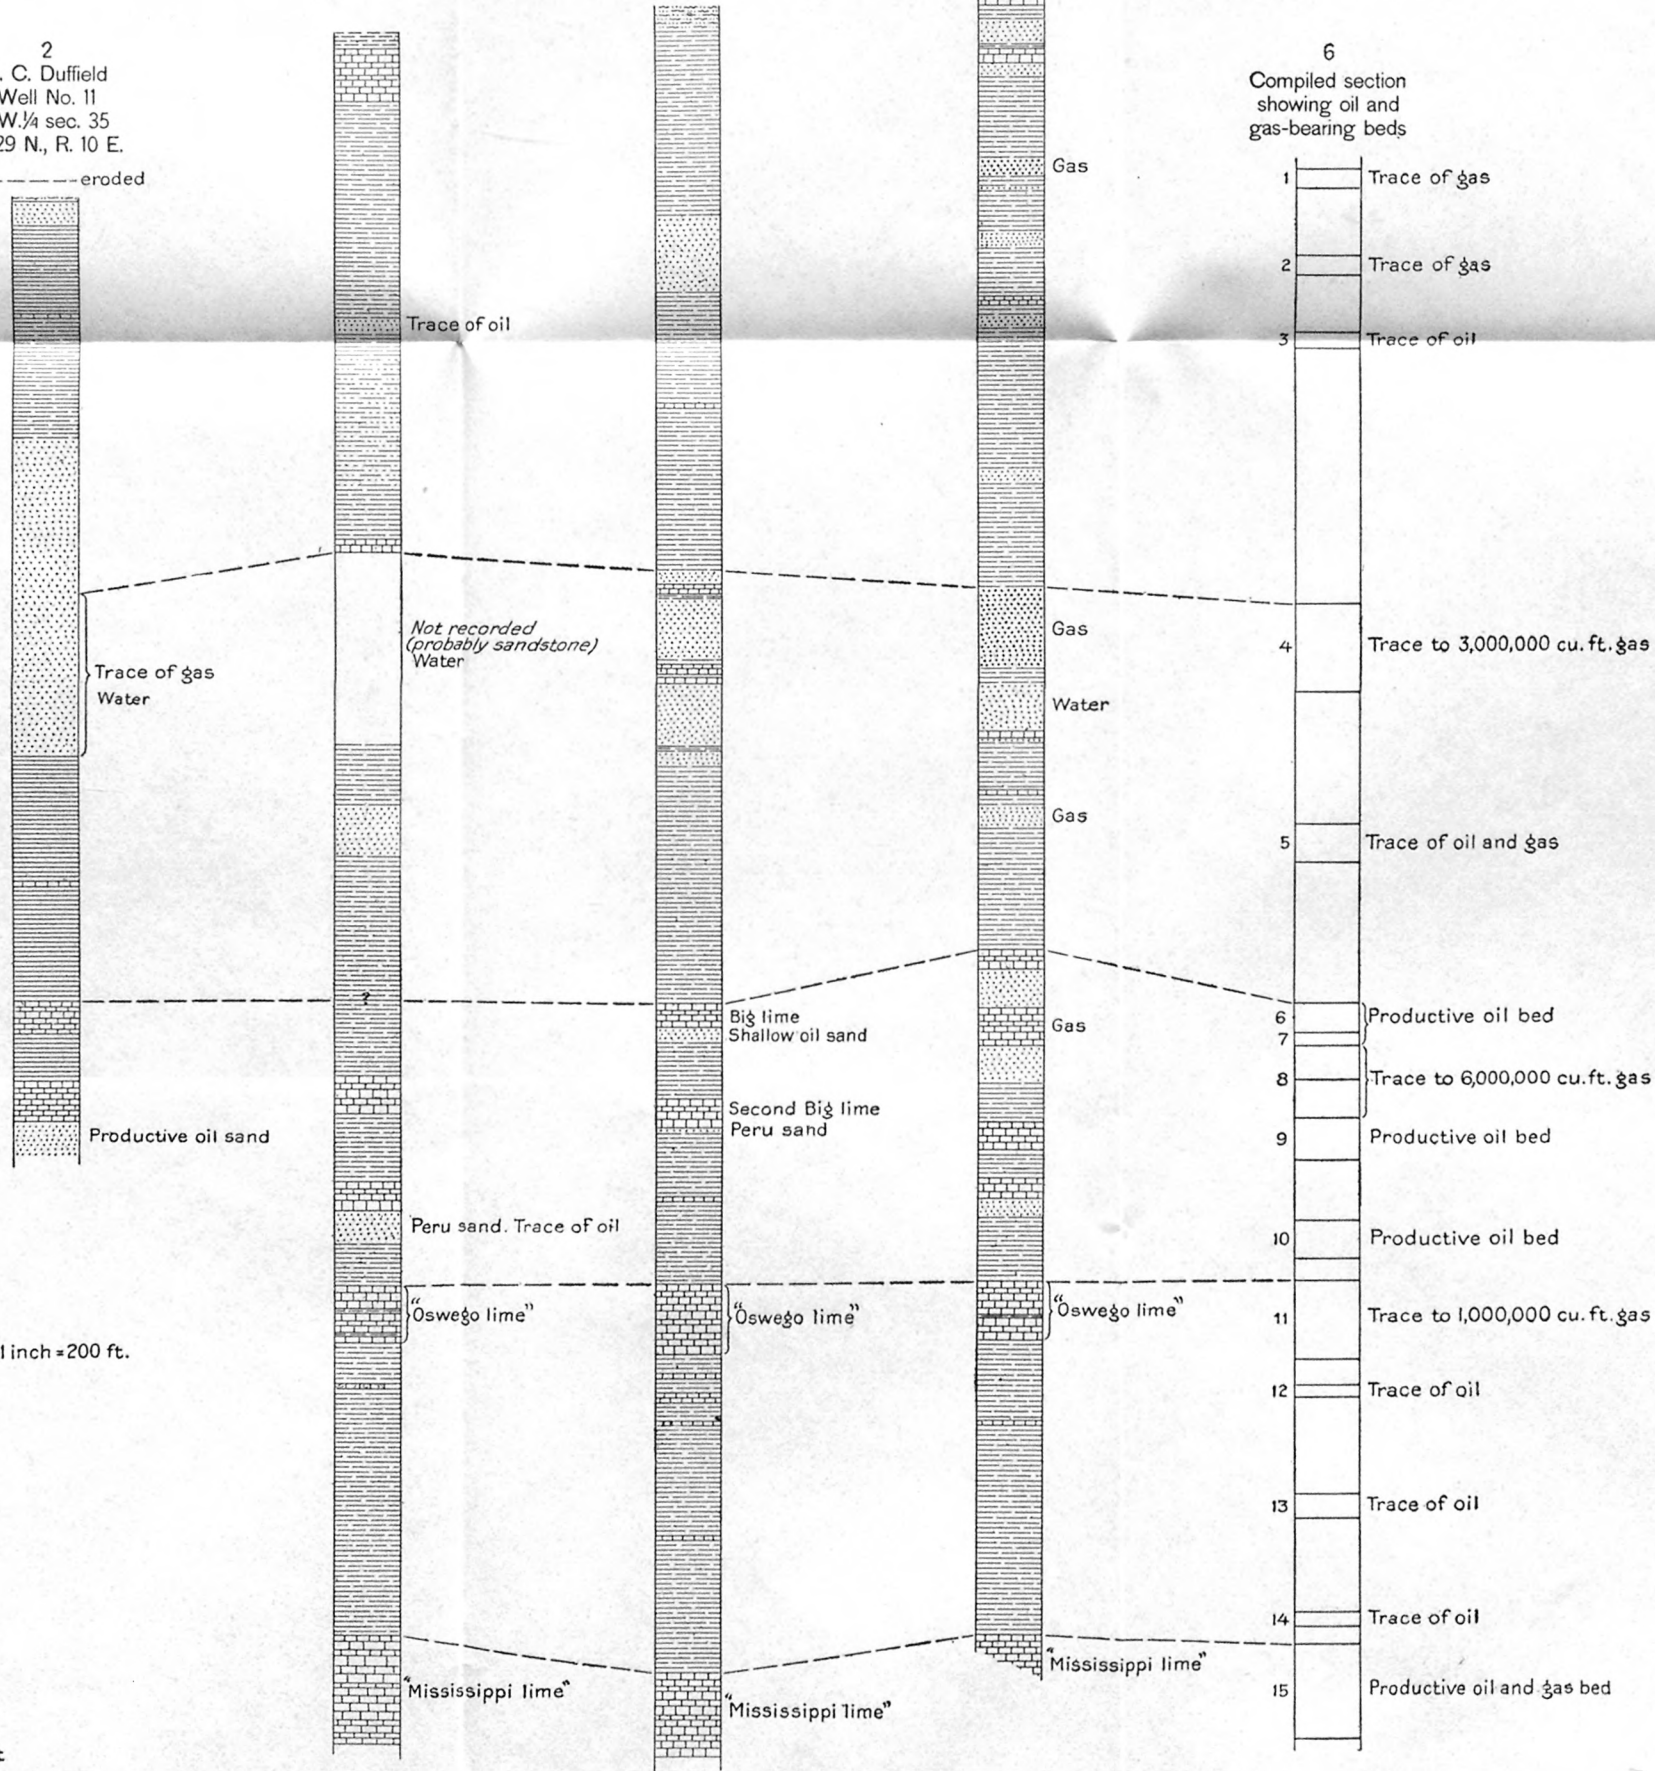 2
. C. Duffield
Well No. 11
W.¼ sec. 35
29 N., R. 10 E.
eroded
Trace of gas
Water
Productive oil sand
1 inch = 200 ft.
Trace of oil
Not recorded
(probably sandstone)
Water
?
Peru sand. Trace of oil
"Oswego lime"
"Mississippi lime"
Big lime
Shallow oil sand
Second Big lime
Peru sand
"Oswego lime"
"Mississippi lime"
Gas
Gas
Water
Gas
Gas
"Oswego lime"
"Mississippi lime"
6
Compiled section
showing oil and
gas-bearing beds
1 Trace of gas
2 Trace of gas
3 Trace of oil
4 Trace to 3,000,000 cu. ft. gas
5 Trace of oil and gas
6 Productive oil bed
7
8 Trace to 6,000,000 cu. ft. gas
9 Productive oil bed
10 Productive oil bed
11 Trace to 1,000,000 cu. ft. gas
12 Trace of oil
13 Trace of oil
14 Trace of oil
15 Productive oil and gas bed